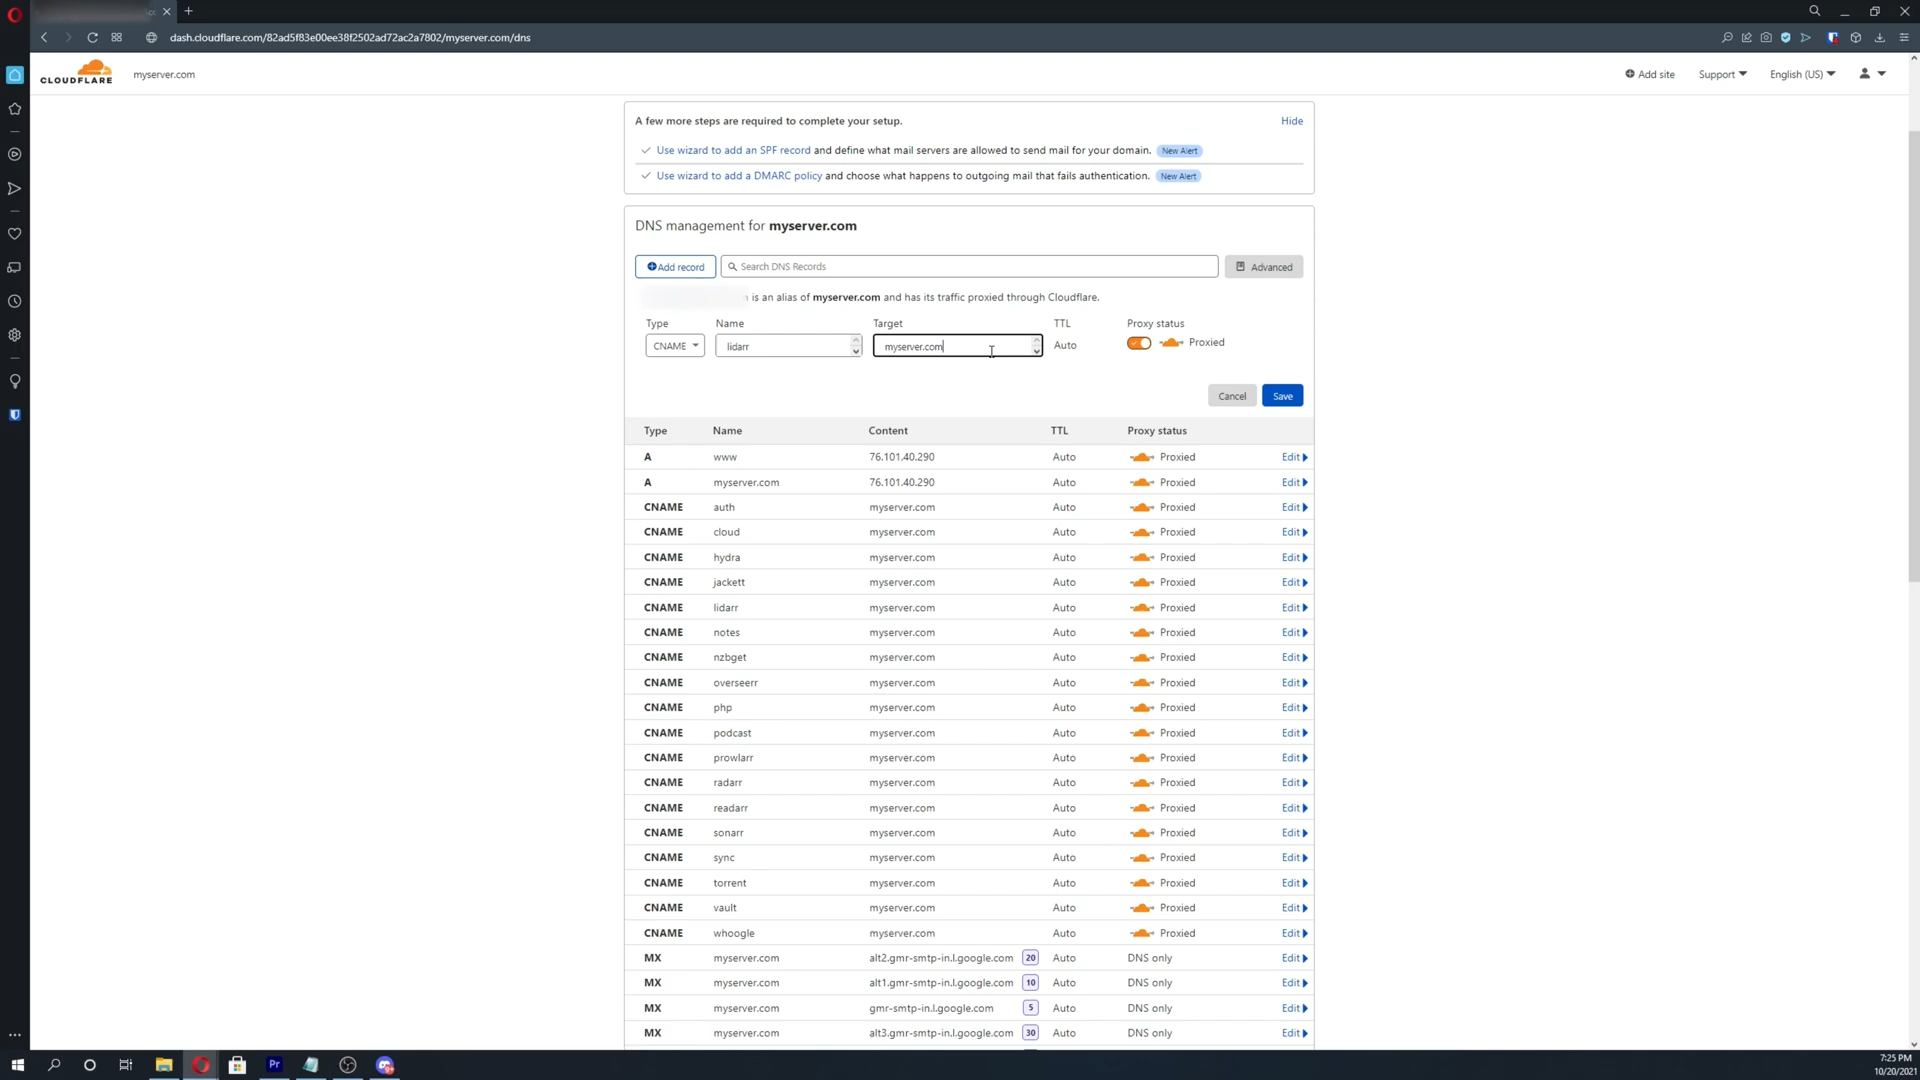 dash.cloudflare.com/82ad5f83e00ee38f2502ad72ac2a7802/myserver.com/dns
CLOUDFLARE myserver.com Add site Support English (US)
A few more steps are required to complete your setup. Hide
Use wizard to add an SPF record and define what mail servers are allowed to send mail for your domain. New Alert
Use wizard to add a DMARC policy and choose what happens to outgoing mail that fails authentication. New Alert
DNS management for myserver.com
Add record Search DNS Records Advanced
is an alias of myserver.com and has its traffic proxied through Cloudflare.
Type Name Target TTL Proxy status
CNAME lidarr myserver.com Auto Proxied
Cancel Save
Type Name Content TTL Proxy status
A www 76.101.40.290 Auto Proxied Edit
A myserver.com 76.101.40.290 Auto Proxied Edit
CNAME auth myserver.com Auto Proxied Edit
CNAME cloud myserver.com Auto Proxied Edit
CNAME hydra myserver.com Auto Proxied Edit
CNAME jackett myserver.com Auto Proxied Edit
CNAME lidarr myserver.com Auto Proxied Edit
CNAME notes myserver.com Auto Proxied Edit
CNAME nzbget myserver.com Auto Proxied Edit
CNAME overseerr myserver.com Auto Proxied Edit
CNAME php myserver.com Auto Proxied Edit
CNAME podcast myserver.com Auto Proxied Edit
CNAME prowlarr myserver.com Auto Proxied Edit
CNAME radarr myserver.com Auto Proxied Edit
CNAME readarr myserver.com Auto Proxied Edit
CNAME sonarr myserver.com Auto Proxied Edit
CNAME sync myserver.com Auto Proxied Edit
CNAME torrent myserver.com Auto Proxied Edit
CNAME vault myserver.com Auto Proxied Edit
CNAME whoogle myserver.com Auto Proxied Edit
MX myserver.com alt2.gmr-smtp-in.l.google.com 20 Auto DNS only Edit
MX myserver.com alt1.gmr-smtp-in.l.google.com 10 Auto DNS only Edit
MX myserver.com gmr-smtp-in.l.google.com 5 Auto DNS only Edit
MX myserver.com alt3.gmr-smtp-in.l.google.com 30 Auto DNS only Edit
Pr
7:25 PM
10/20/2021